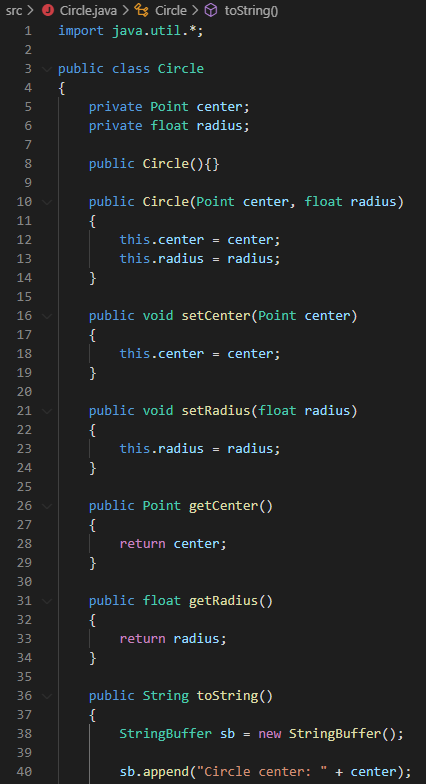 src > Circle.java > Circle > toString()
1 import java.util.*;
2
3 public class Circle
4 {
5 private Point center;
6 private float radius;
7
8 public Circle(){}
9
10 public Circle(Point center, float radius)
11 {
12 this.center = center;
13 this.radius = radius;
14 }
15
16 public void setCenter(Point center)
17 {
18 this.center = center;
19 }
20
21 public void setRadius(float radius)
22 {
23 this.radius = radius;
24 }
25
26 public Point getCenter()
27 {
28 return center;
29 }
30
31 public float getRadius()
32 {
33 return radius;
34 }
35
36 public String toString()
37 {
38 StringBuffer sb = new StringBuffer();
39
40 sb.append("Circle center: " + center);